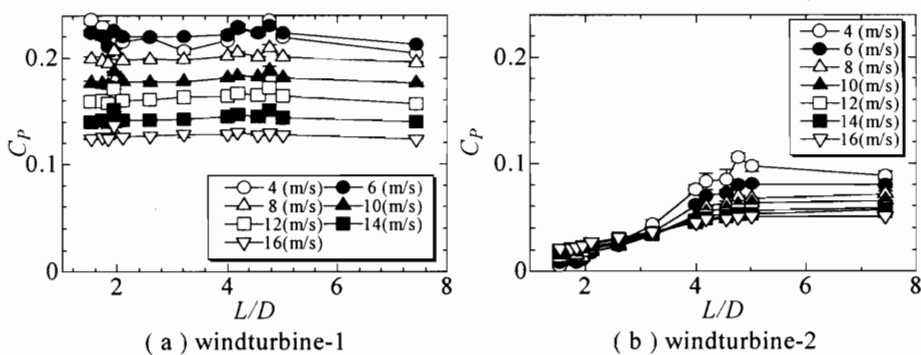 0.2
0.1
0
C_P
2 4 6 8
L/D
4 (m/s) 6 (m/s)
8 (m/s) 10(m/s)
12(m/s) 14(m/s)
16(m/s)
( a ) windturbine-1
0.2
0.1
0
C_P
2 4 6 8
L/D
4 (m/s)
6 (m/s)
8 (m/s)
10(m/s)
12(m/s)
14(m/s)
16(m/s)
( b ) windturbine-2